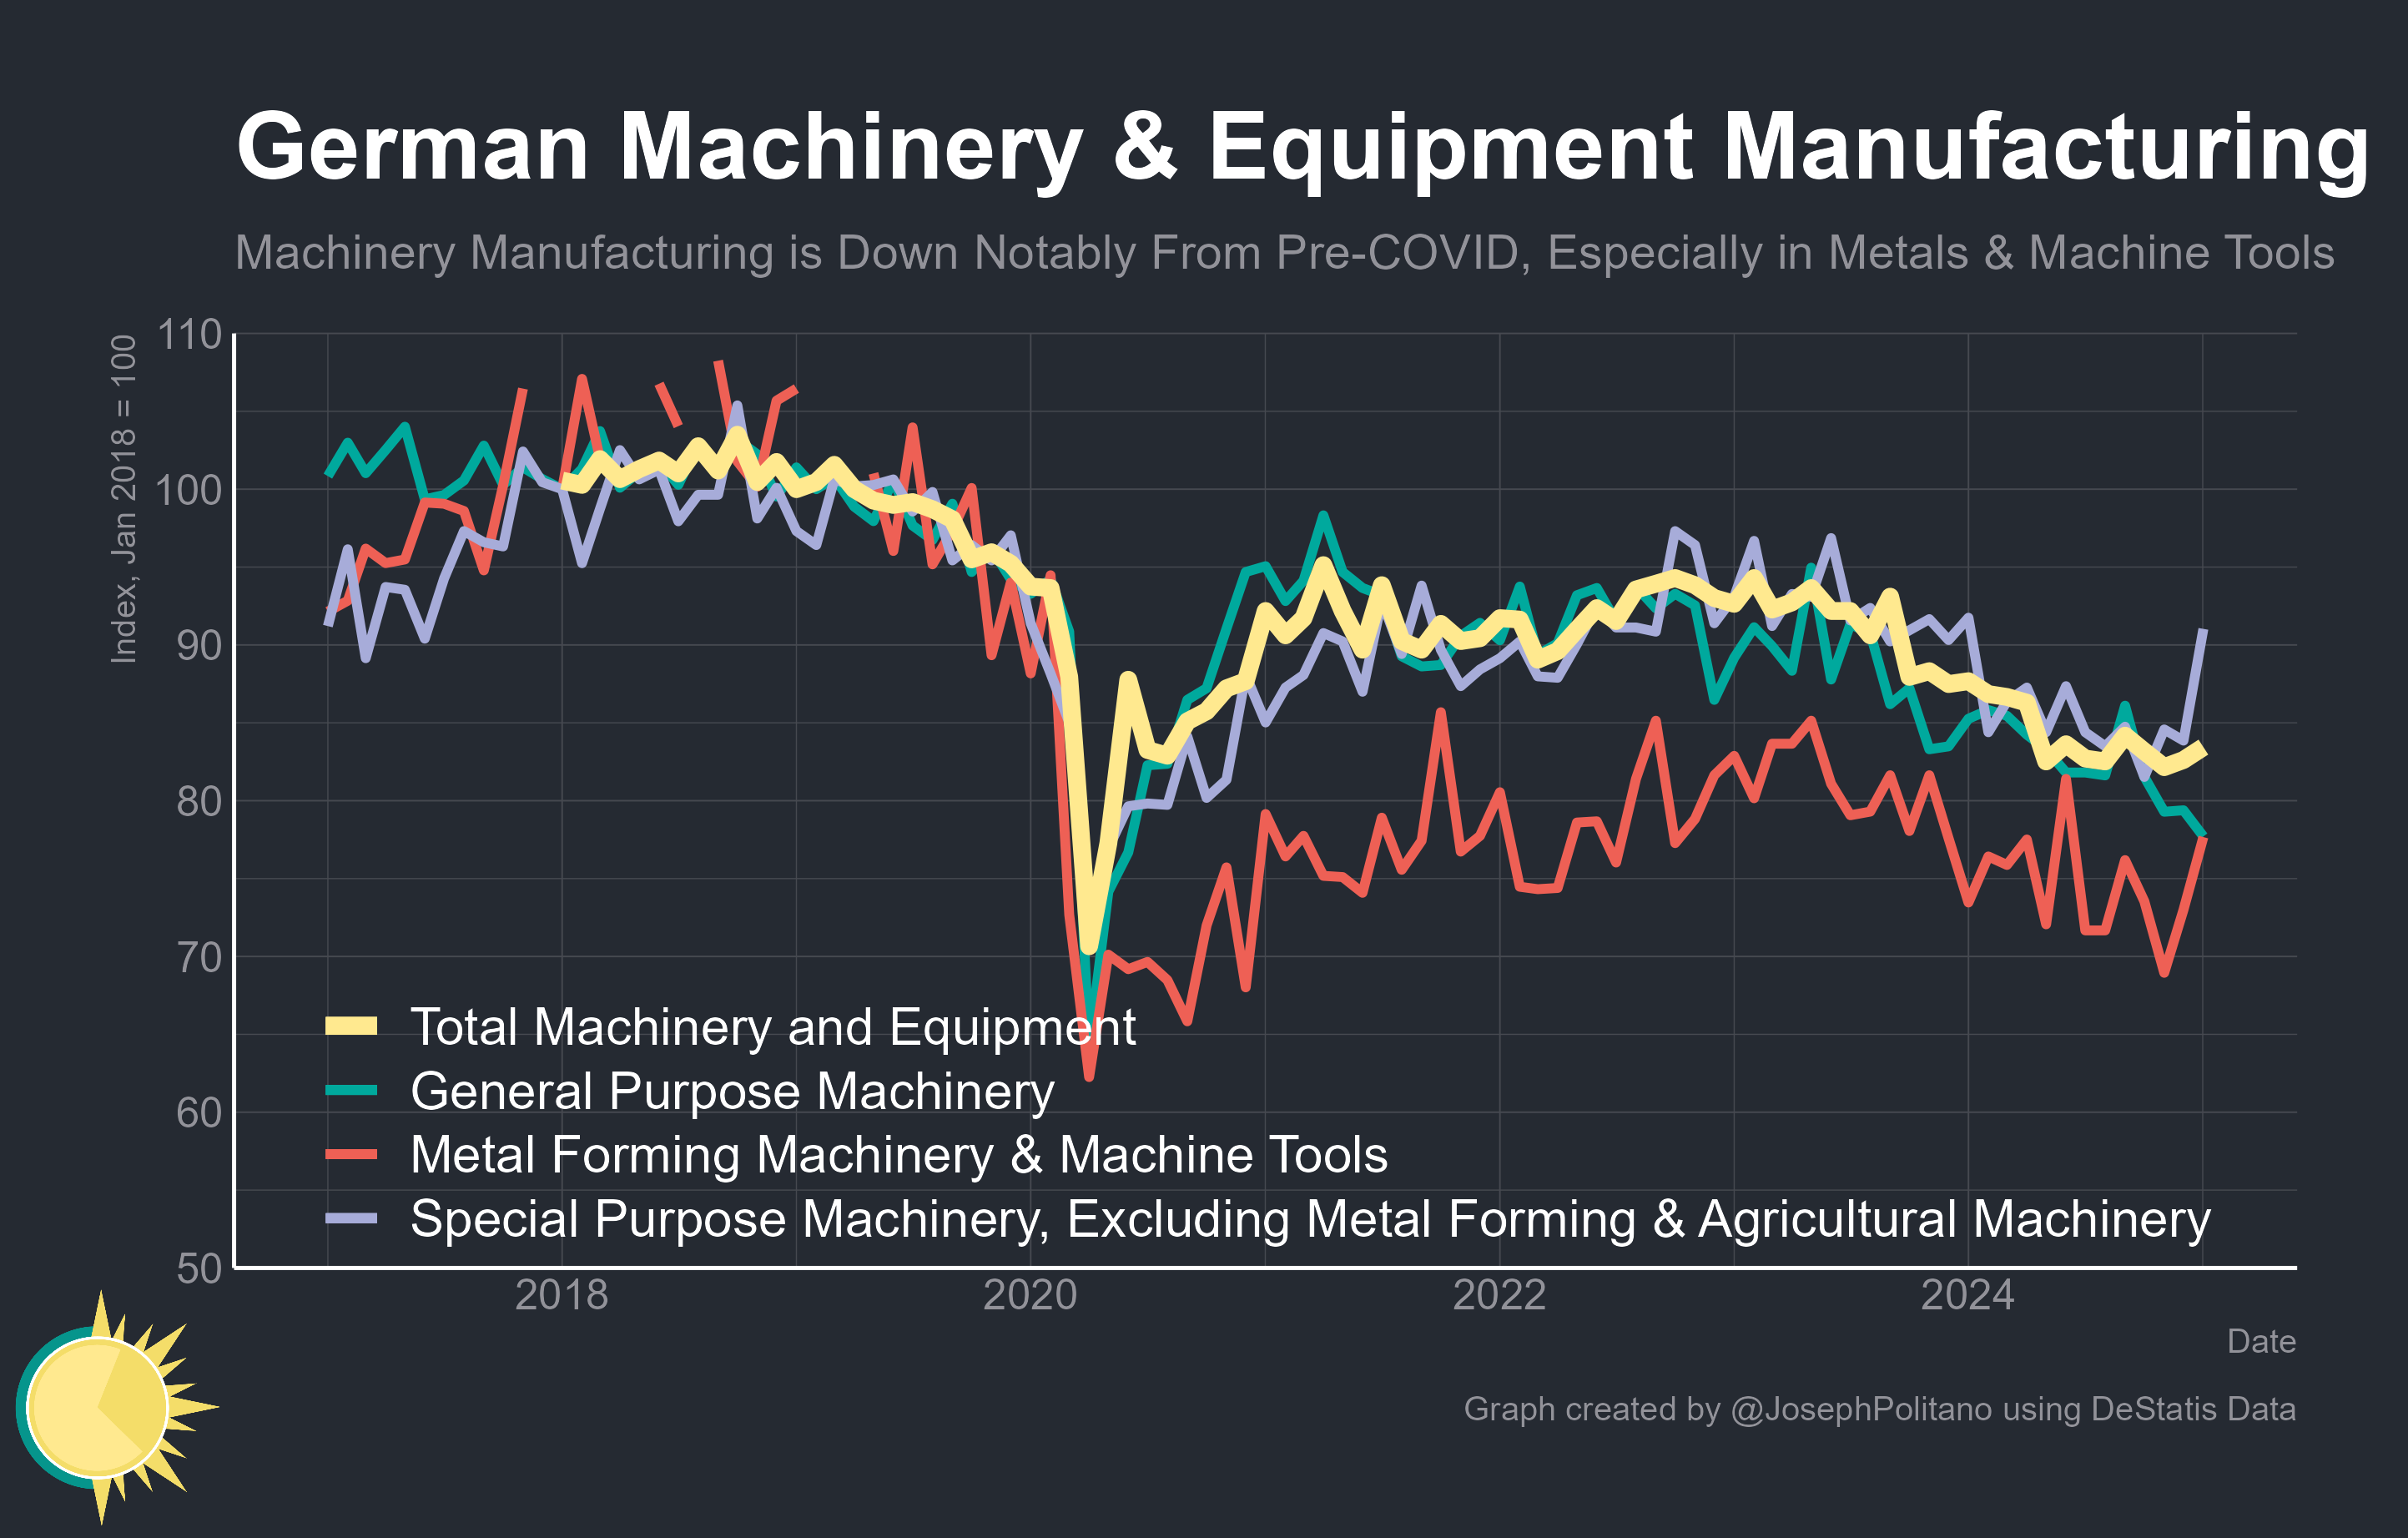 German Machinery & Equipment Manufacturing
Machinery Manufacturing is Down Notably From Pre-COVID, Especially in Metals & Machine Tools
Index, Jan 2018 = 100
110
100
90
80
70
60
50
Total Machinery and Equipment
General Purpose Machinery
Metal Forming Machinery & Machine Tools
Special Purpose Machinery, Excluding Metal Forming & Agricultural Machinery
2018 2020 2022 2024
Date
Graph created by @JosephPolitano using DeStatis Data